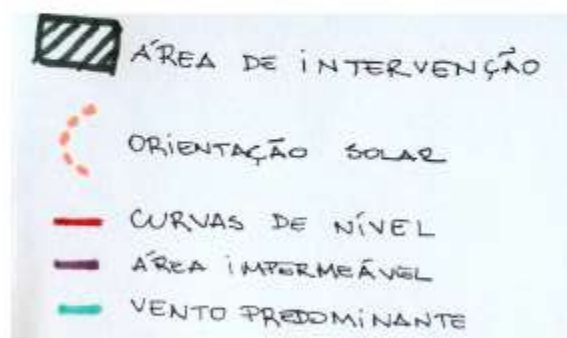 ÁREA DE INTERVENÇÃO
ORIENTAÇÃO SOLAR
CURVAS DE NÍVEL
ÁREA IMPERMEÁVEL
VENTO PREDOMINANTE